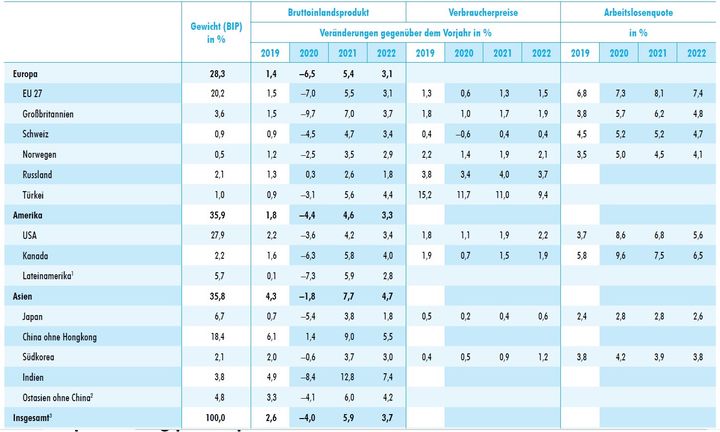 Bruttoinlandsprodukt Verbraucherpreise Arbeitslosenquote
Gewicht (BIP)
in %
Veränderungen gegenüber dem Vorjahr in % in %
2019 2020 2021 2022 2019 2020 2021 2022 2019 2020 2021 2022
Europa 28,3 1,4 –6,5 5,4 3,1
EU 27 20,2 1,5 –7,0 5,5 3,1 1,3 0,6 1,3 1,5 6,8 7,3 8,1 7,4
Großbritannien 3,6 1,5 –9,7 7,0 3,7 1,8 1,0 1,7 1,9 3,8 5,7 6,2 4,8
Schweiz 0,9 0,9 –4,5 4,7 3,4 0,4 –0,6 0,4 0,4 4,5 5,2 5,2 4,7
Norwegen 0,5 1,2 –2,5 3,5 2,9 2,2 1,4 1,9 2,1 3,5 5,0 4,5 4,1
Russland 2,1 1,3 0,3 2,6 1,8 3,8 3,4 4,0 3,7
Türkei 1,0 0,9 –3,1 5,6 4,4 15,2 11,7 11,0 9,4
Amerika 35,9 1,8 –4,4 4,6 3,3
USA 27,9 2,2 –3,6 4,2 3,4 1,8 1,1 1,9 2,2 3,7 8,6 6,8 5,6
Kanada 2,2 1,6 –6,3 5,8 4,0 1,9 0,7 1,5 1,9 5,8 9,6 7,5 6,5
Lateinamerika¹ 5,7 0,1 –7,3 5,9 2,8
Asien 35,8 4,3 –1,8 7,7 4,7
Japan 6,7 0,7 –5,4 3,8 1,8 0,5 0,2 0,4 0,6 2,4 2,8 2,8 2,6
China ohne Hongkong 18,4 6,1 1,4 9,0 5,5
Südkorea 2,1 2,0 –0,6 3,7 3,0 0,4 0,5 0,9 1,2 3,8 4,2 3,9 3,8
Indien 3,8 4,9 –8,4 12,8 7,4
Ostasien ohne China² 4,8 3,3 –4,1 6,0 4,2
Insgesamt³ 100,0 2,6 –4,0 5,9 3,7